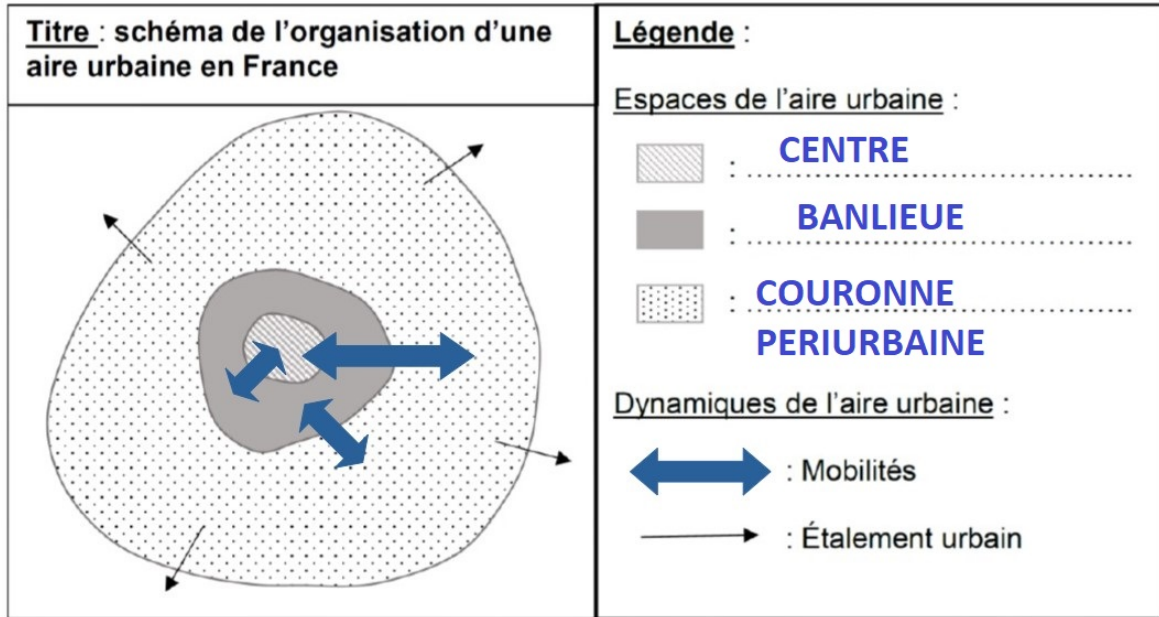 Titre : schéma de l'organisation d'une
aire urbaine en France
Légende :
Espaces de l'aire urbaine :
: CENTRE
: BANLIEUE
: COURONNE
PERIURBAINE
Dynamiques de l'aire urbaine :
: Mobilités
: Étalement urbain